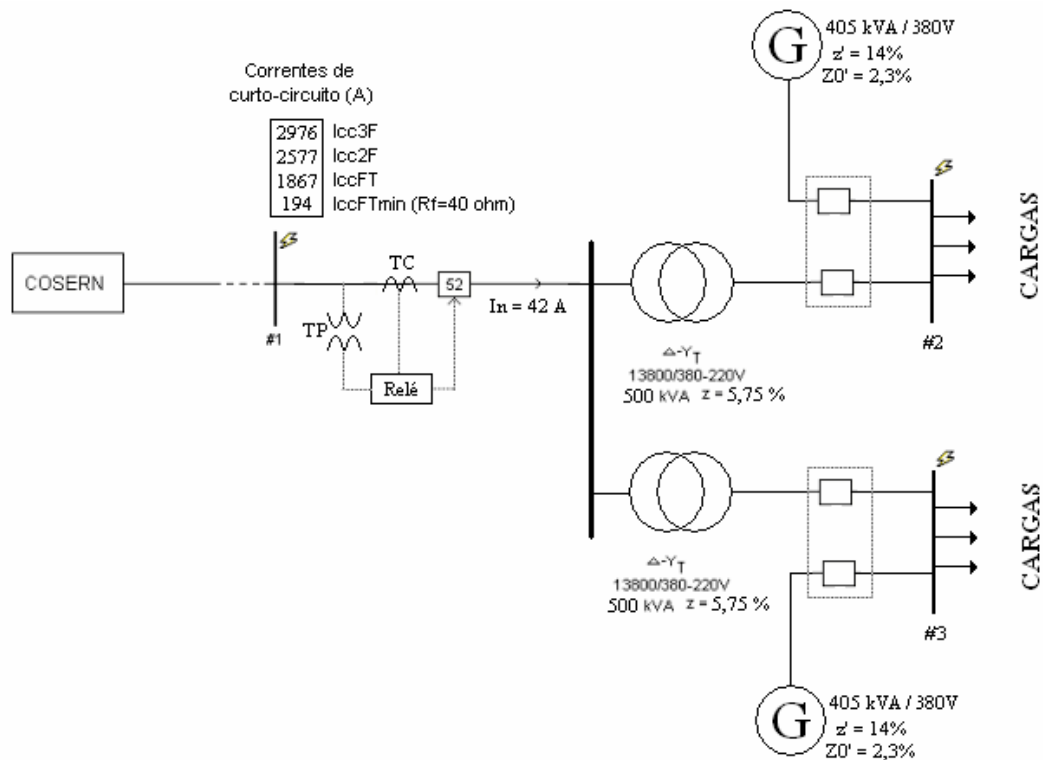 G
405 kVA / 380V
z' = 14%
Z0' = 2,3%
Correntes de
curto-circuito (A)
2976 Icc3F
2577 Icc2F
1867 IccFT
194 IccFTmin (Rf=40 ohm)
COSERN
#1
TC
TP
52
Relé
In = 42 A
Δ-Y_T
13800/380-220V
500 kVA z = 5,75 %
#2
CARGAS
Δ-Y_T
13800/380-220V
500 kVA z = 5,75 %
#3
CARGAS
G
405 kVA / 380V
z' = 14%
Z0' = 2,3%